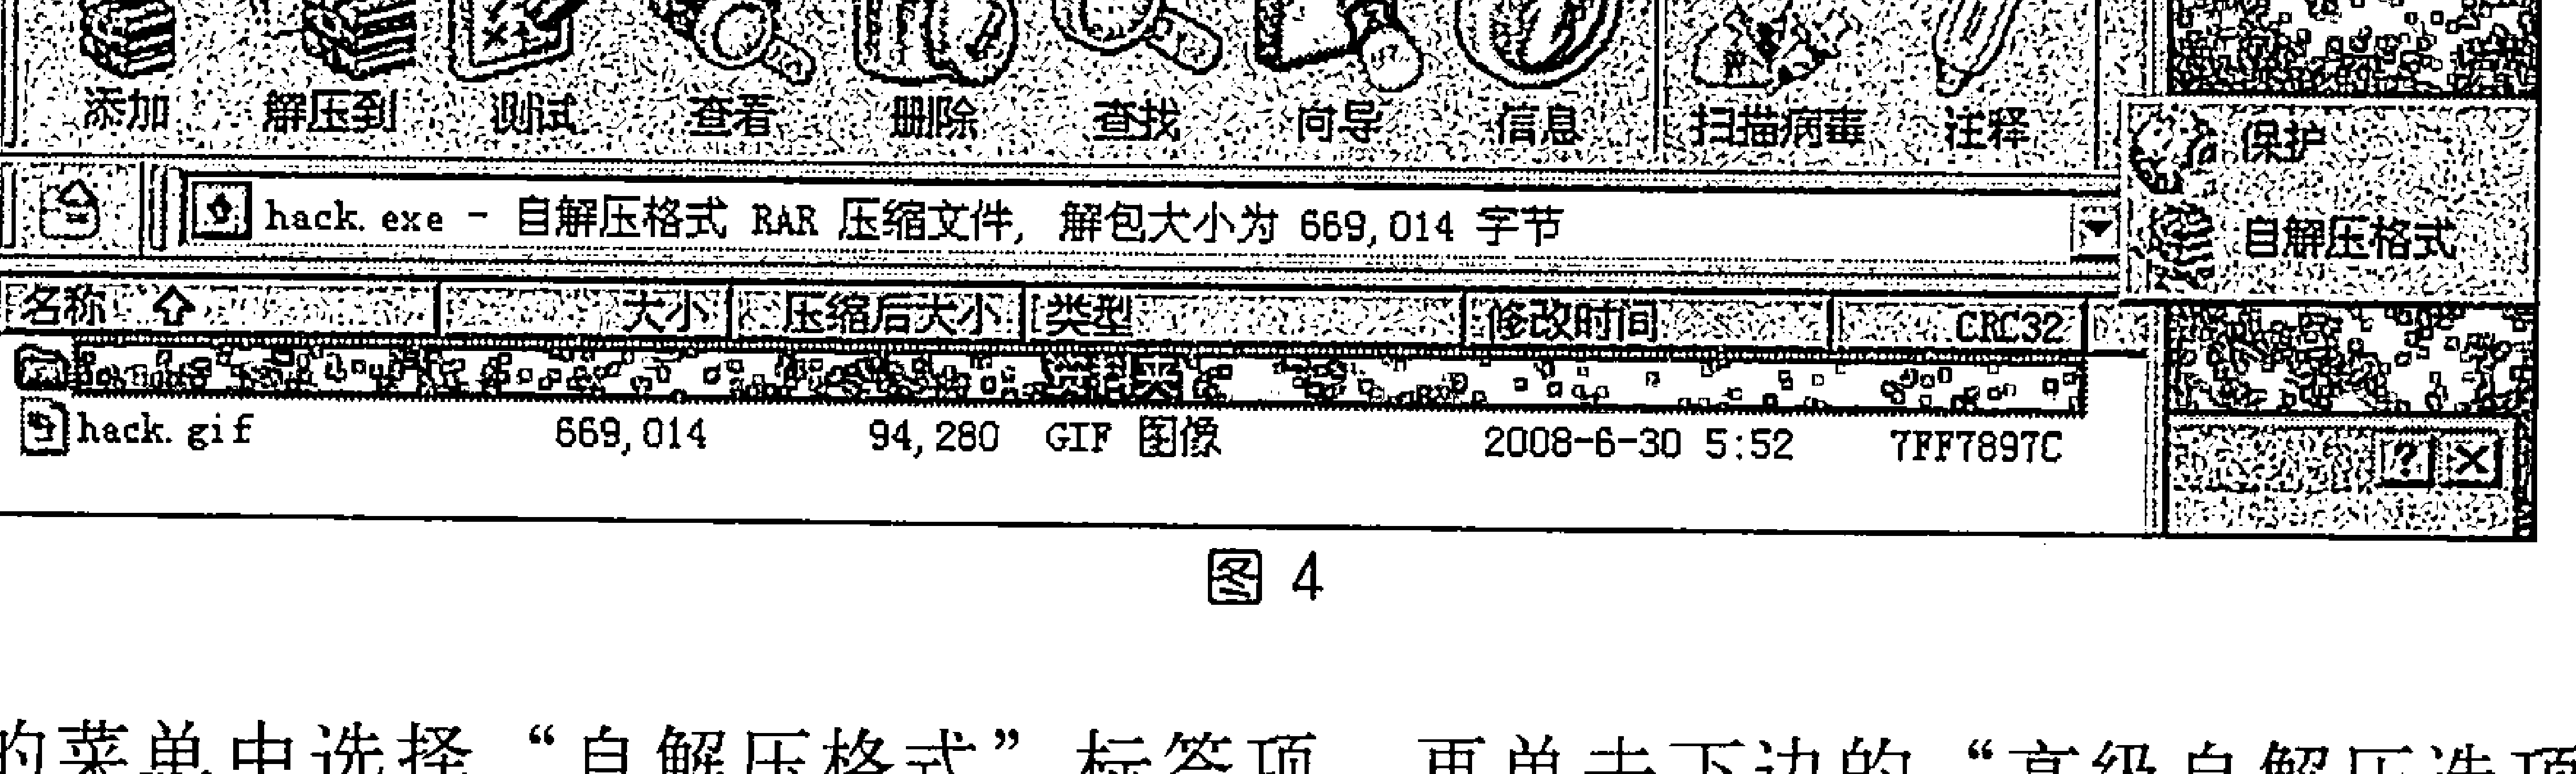 添加 解压到 测试 查看 删除 查找 向导 信息 扫描病毒 注释
保护
hack.exe - 自解压格式 RAR 压缩文件, 解包大小为 669,014 字节
自解压格式
名称 大小 压缩后大小 类型 修改时间 CRC32
hack.gif 669,014 94,280 GIF 图像 2008-6-30 5:52 7FF7897C
图 4
的菜单中选择 “自解压格式” 标签项 再单击下边的 “高级自解压选项